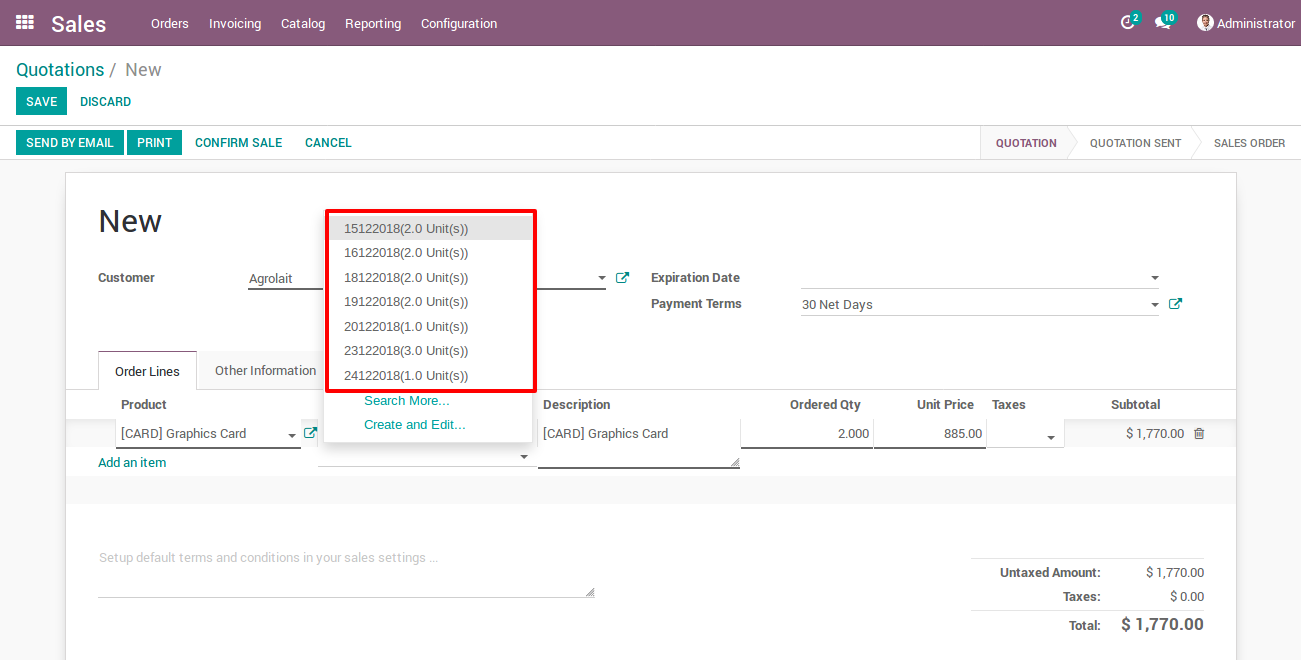 Sales Orders Invoicing Catalog Reporting Configuration 2 10 Administrator
Quotations / New
SAVE DISCARD
SEND BY EMAIL PRINT CONFIRM SALE CANCEL QUOTATION QUOTATION SENT SALES ORDER
New
15122018(2.0 Unit(s))
16122018(2.0 Unit(s))
18122018(2.0 Unit(s))
19122018(2.0 Unit(s))
20122018(1.0 Unit(s))
23122018(3.0 Unit(s))
24122018(1.0 Unit(s))
Search More...
Create and Edit...
Customer Agrolait Expiration Date
Payment Terms 30 Net Days
Order Lines Other Information
Product Description Ordered Qty Unit Price Taxes Subtotal
[CARD] Graphics Card [CARD] Graphics Card 2.000 885.00 $ 1,770.00
Add an item
Setup default terms and conditions in your sales settings ...
Untaxed Amount: $ 1,770.00
Taxes: $ 0.00
Total: $ 1,770.00